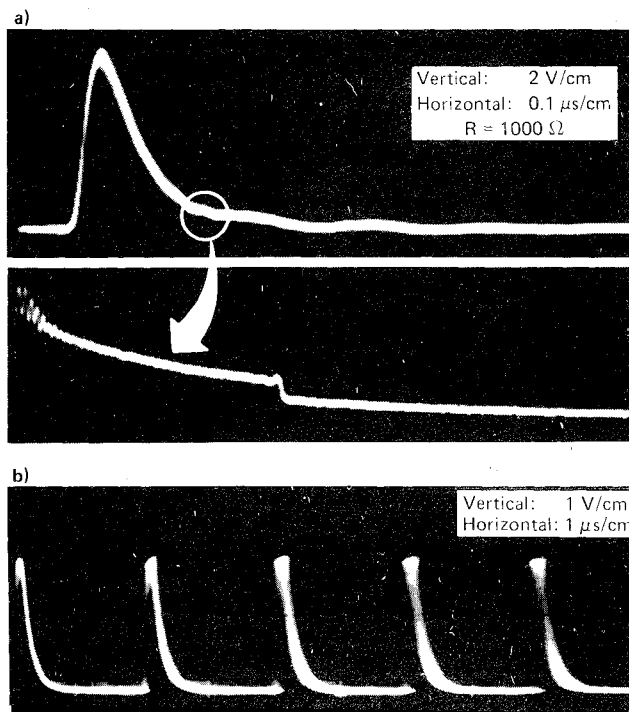 a)
Vertical: 2 V/cm
Horizontal: 0.1 μs/cm
R = 1000 Ω
b)
Vertical: 1 V/cm
Horizontal: 1 μs/cm